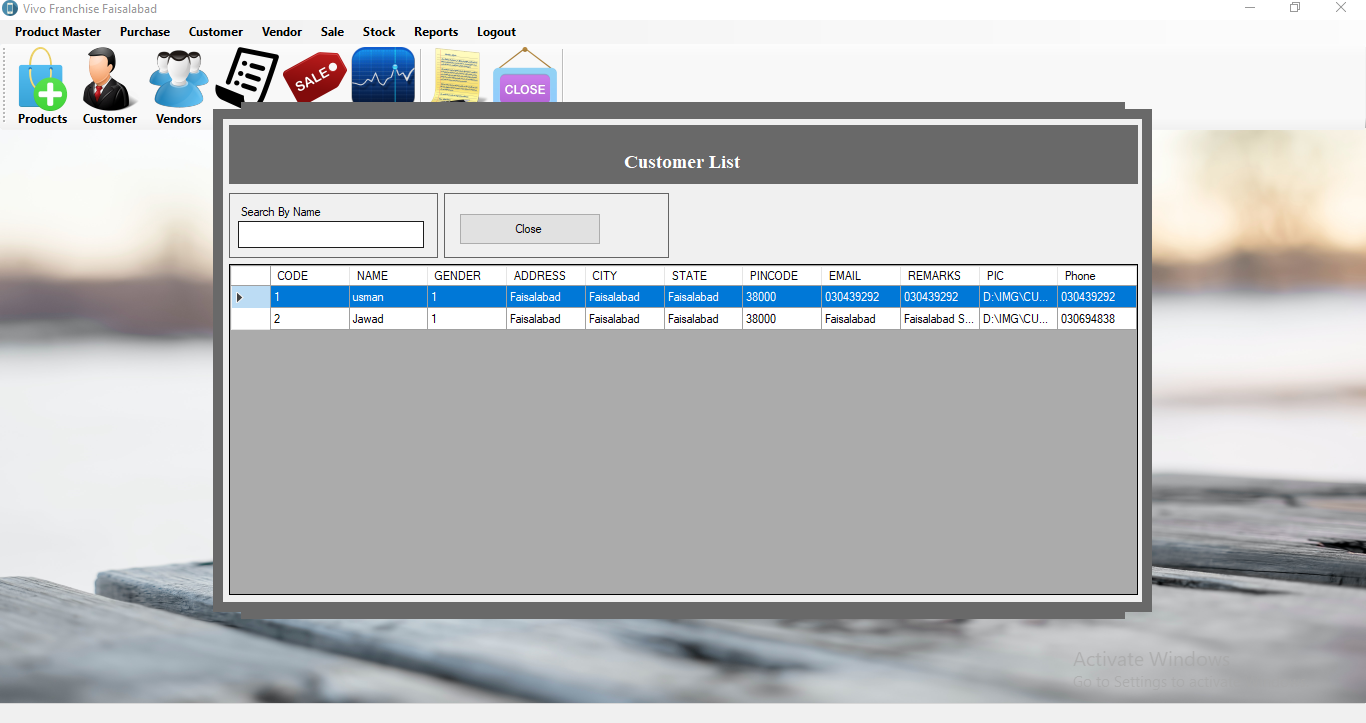 Vivo Franchise Faisalabad
Product Master Purchase Customer Vendor Sale Stock Reports Logout
SALE
CLOSE
Products Customer Vendors
Customer List
Search By Name
Close
CODE NAME GENDER ADDRESS CITY STATE PINCODE EMAIL REMARKS PIC Phone
1 usman 1 Faisalabad Faisalabad Faisalabad 38000 030439292 030439292 D:\IMG\CU... 030439292
2 Jawad 1 Faisalabad Faisalabad Faisalabad 38000 Faisalabad Faisalabad S... D:\IMG\CU... 030694838
Activate Windows
Go to Settings to